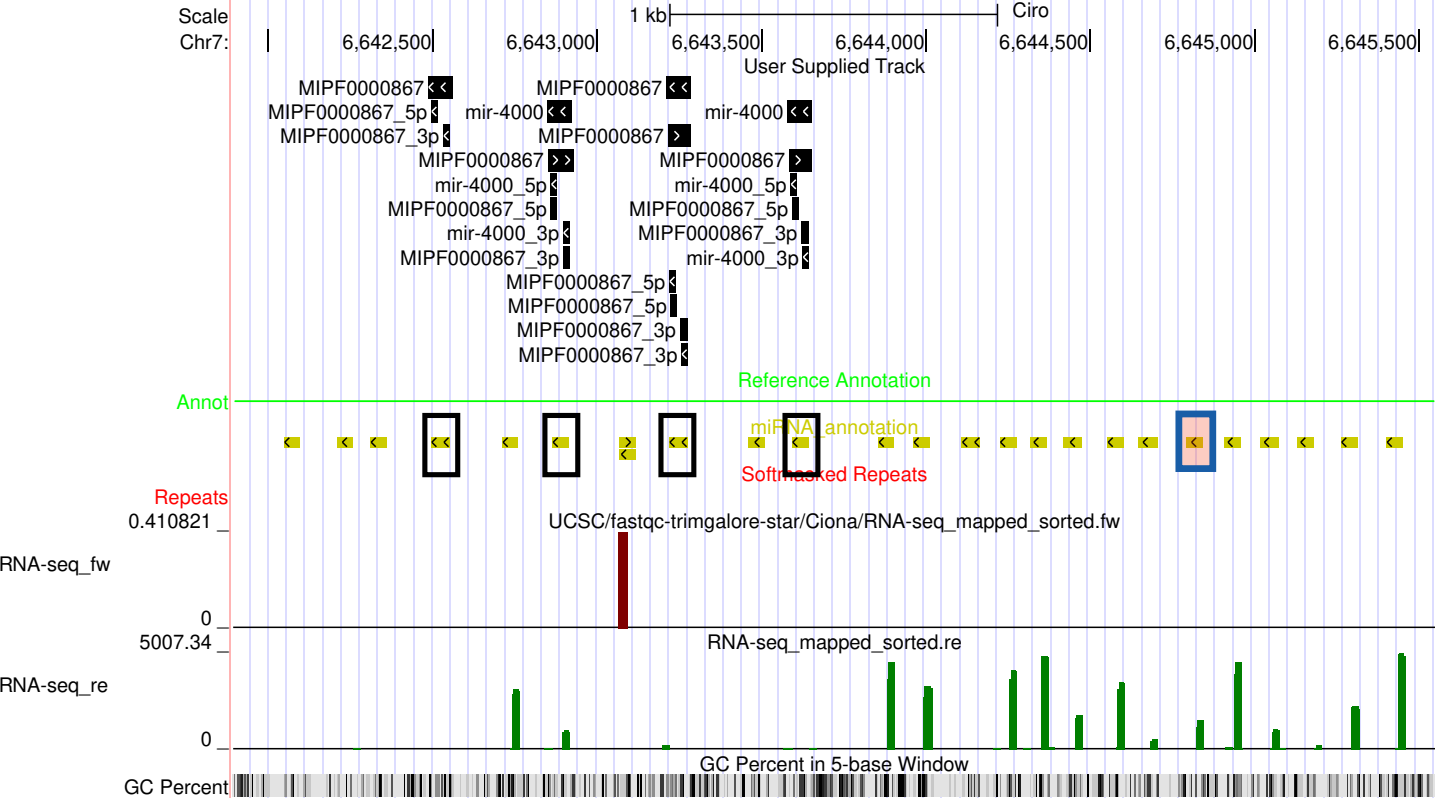 Scale 1 kb Ciro
Chr7: 6,642,500 6,643,000 6,643,500 6,644,000 6,644,500 6,645,000 6,645,500
User Supplied Track
MIPF0000867 MIPF0000867
MIPF0000867_5p mir-4000 mir-4000
MIPF0000867_3p MIPF0000867
MIPF0000867 MIPF0000867
mir-4000_5p mir-4000_5p
MIPF0000867_5p MIPF0000867_5p
mir-4000_3p MIPF0000867_3p
MIPF0000867_3p mir-4000_3p
MIPF0000867_5p
MIPF0000867_5p
MIPF0000867_3p
MIPF0000867_3p
Reference Annotation
Annot
miRNA_annotation
Softmasked Repeats
Repeats
0.410821
UCSC/fastqc-trimgalore-star/Ciona/RNA-seq_mapped_sorted.fw
RNA-seq_fw
0
5007.34
RNA-seq_mapped_sorted.re
RNA-seq_re
0
GC Percent in 5-base Window
GC Percent